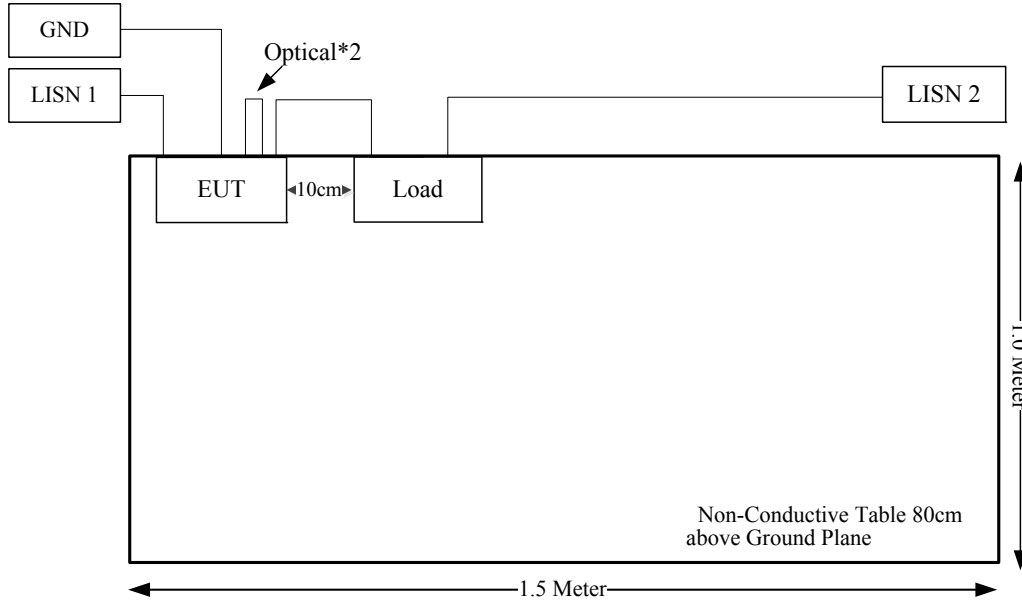 GND
Optical*2
LISN 1
LISN 2
EUT
10cm
Load
1.0 Meter
Non-Conductive Table 80cm
above Ground Plane
1.5 Meter